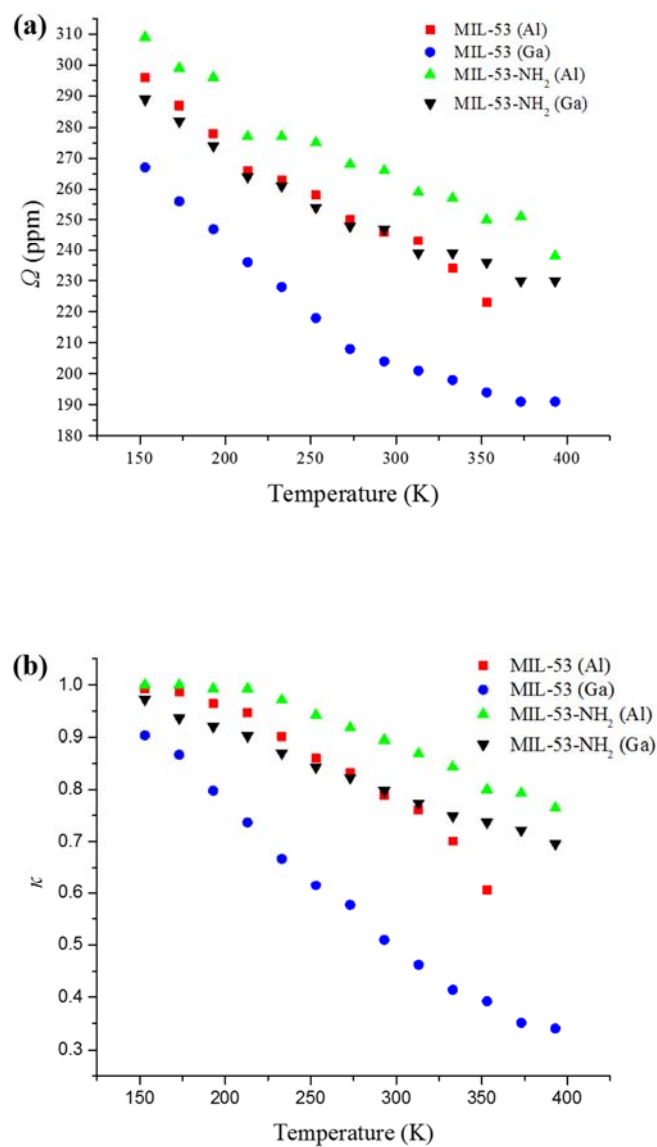 (a)
MIL-53 (Al)
MIL-53 (Ga)
MIL-53-NH2 (Al)
MIL-53-NH2 (Ga)
310
300
290
280
270
260
250
240
230
220
210
200
190
180
Ω (ppm)
150 200 250 300 350 400
Temperature (K)
(b)
MIL-53 (Al)
MIL-53 (Ga)
MIL-53-NH2 (Al)
MIL-53-NH2 (Ga)
1.0
0.9
0.8
0.7
0.6
0.5
0.4
0.3
κ
150 200 250 300 350 400
Temperature (K)